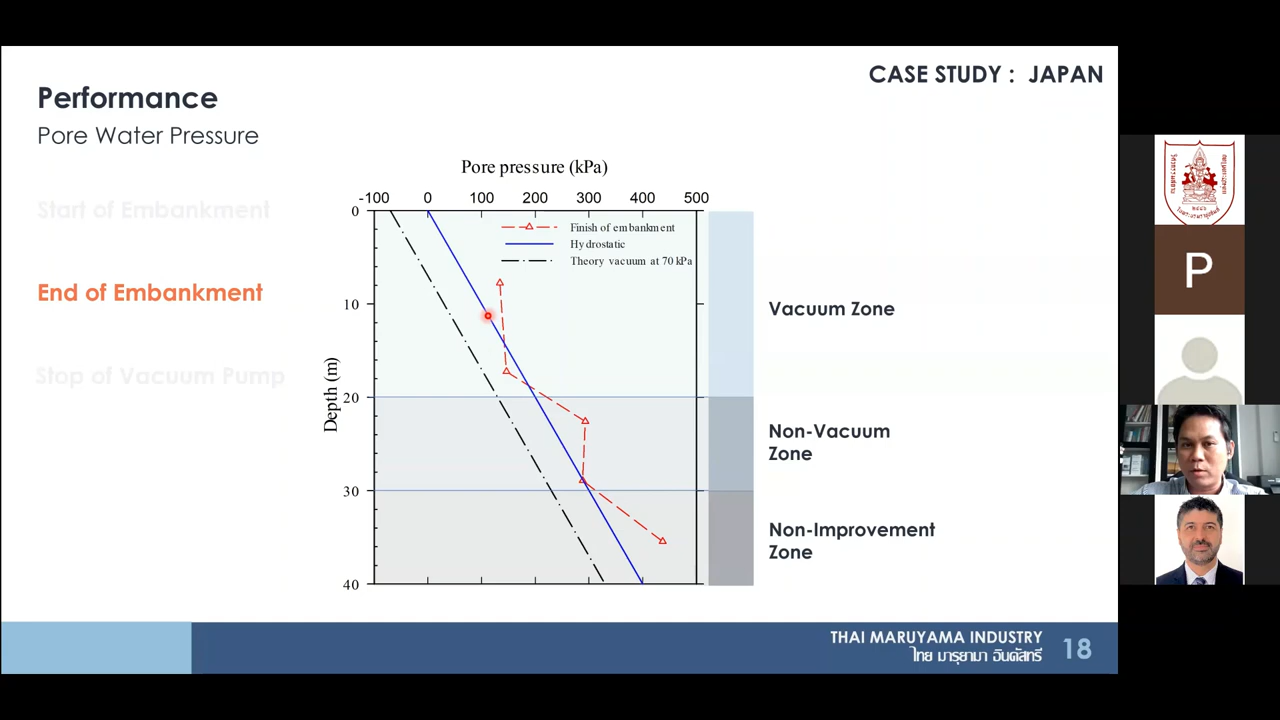 CASE STUDY : JAPAN
Performance
Pore Water Pressure
Start of Embankment
End of Embankment
Stop of Vacuum Pump
Pore pressure (kPa)
-100 0 100 200 300 400 500
0
10
20
30
40
Depth (m)
Finish of embankment
Hydrostatic
Theory vacuum at 70 kPa
Vacuum Zone
Non-Vacuum
Zone
Non-Improvement
Zone
THAI MARUYAMA INDUSTRY
ไทย มารุยามา อินดัสทรี
18
P